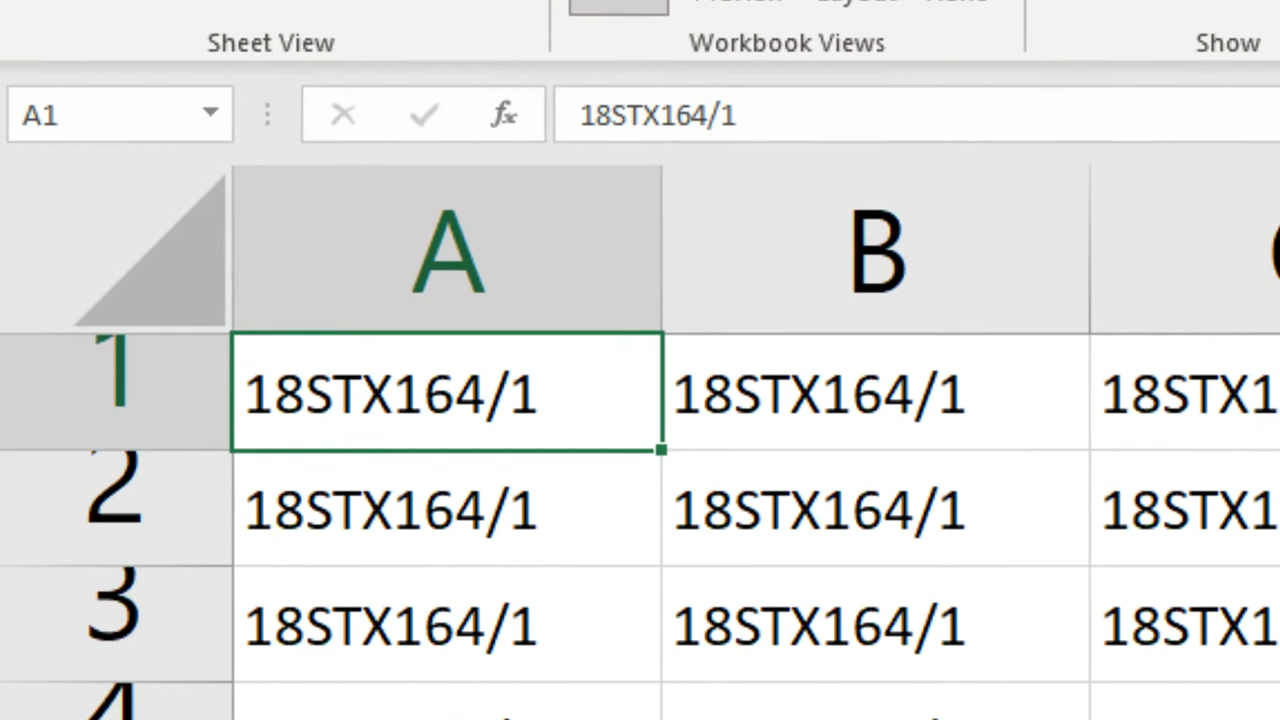 Sheet View Workbook Views Show
A1 fx 18STX164/1
A B
1 18STX164/1 18STX164/1 18STX1
2 18STX164/1 18STX164/1 18STX1
3 18STX164/1 18STX164/1 18STX1
4